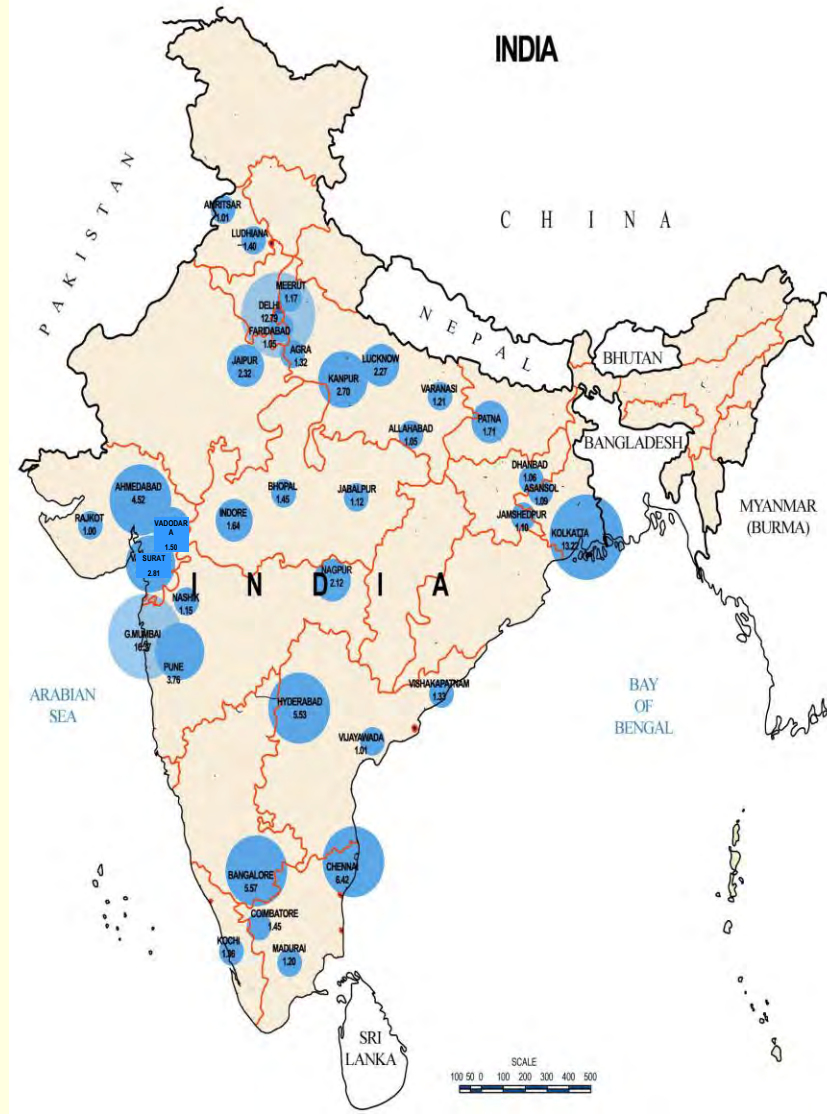 INDIA
PAKISTAN
CHINA
AMRITSAR
1.01
LUDHIANA
1.40
MEERUT
1.17
DELHI
12.79
FARIDABAD
1.05
AGRA
1.32
JAIPUR
2.32
KANPUR
2.70
LUCKNOW
2.27
NEPAL
BHUTAN
VARANASI
1.21
PATNA
1.71
ALLAHABAD
1.05
BANGLADESH
MYANMAR
(BURMA)
AHMEDABAD
4.52
RAJKOT
1.00
VADODAR
A
1.50
SURAT
2.81
INDORE
1.64
BHOPAL
1.45
JABALPUR
1.12
DHANBAD
1.06
ASANSOL
1.09
JAMSHEDPUR
1.10
KOLKATTA
NAGPUR
2.12
INDIA
NASHIK
1.15
G.MUMBAI
PUNE
3.76
ARABIAN
SEA
HYDERABAD
5.53
VISHAKAPATNAM
1.33
VIJAYAWADA
1.01
BAY
OF
BENGAL
BANGALORE
5.57
CHENNAI
6.42
COIMBATORE
1.45
KOCHI
MADURAI
1.20
SRI
LANKA
SCALE
100 50 0 100 200 300 400 500